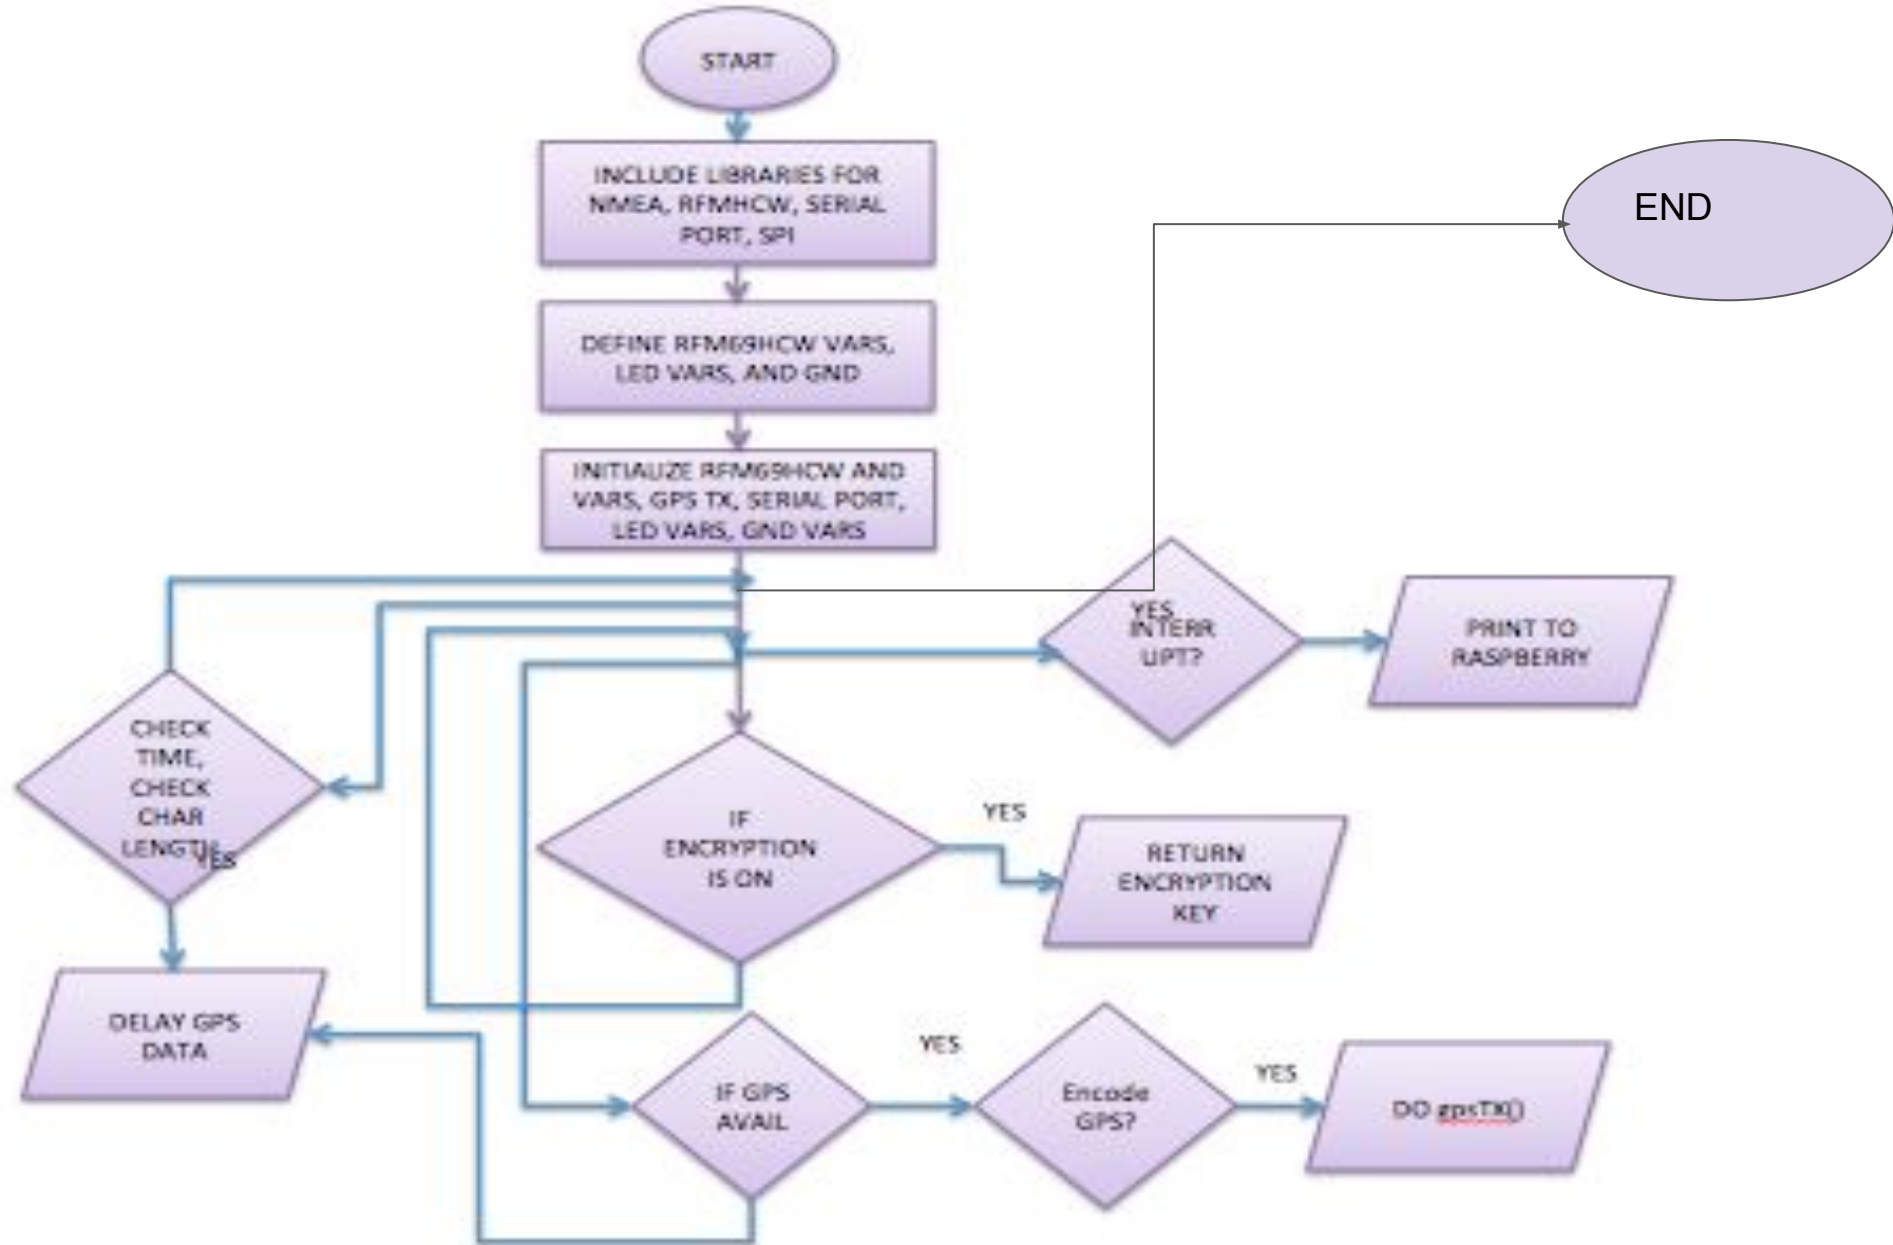 START
INCLUDE LIBRARIES FOR
NMEA, RFMHCW, SERIAL
PORT, SPI
END
DEFINE RFM69HCW VARS,
LED VARS, AND GND
INITIALIZE RFM69HCW AND
VARS, GPS TX, SERIAL PORT,
LED VARS, GND VARS
YES
INTERR
UPT?
PRINT TO
RASPBERRY
CHECK
TIME,
CHECK
CHAR
LENGTH
YES
IF
ENCRYPTION
IS ON
YES
RETURN
ENCRYPTION
KEY
DELAY GPS
DATA
IF GPS
AVAIL
YES
Encode
GPS?
YES
DO gpsTX()